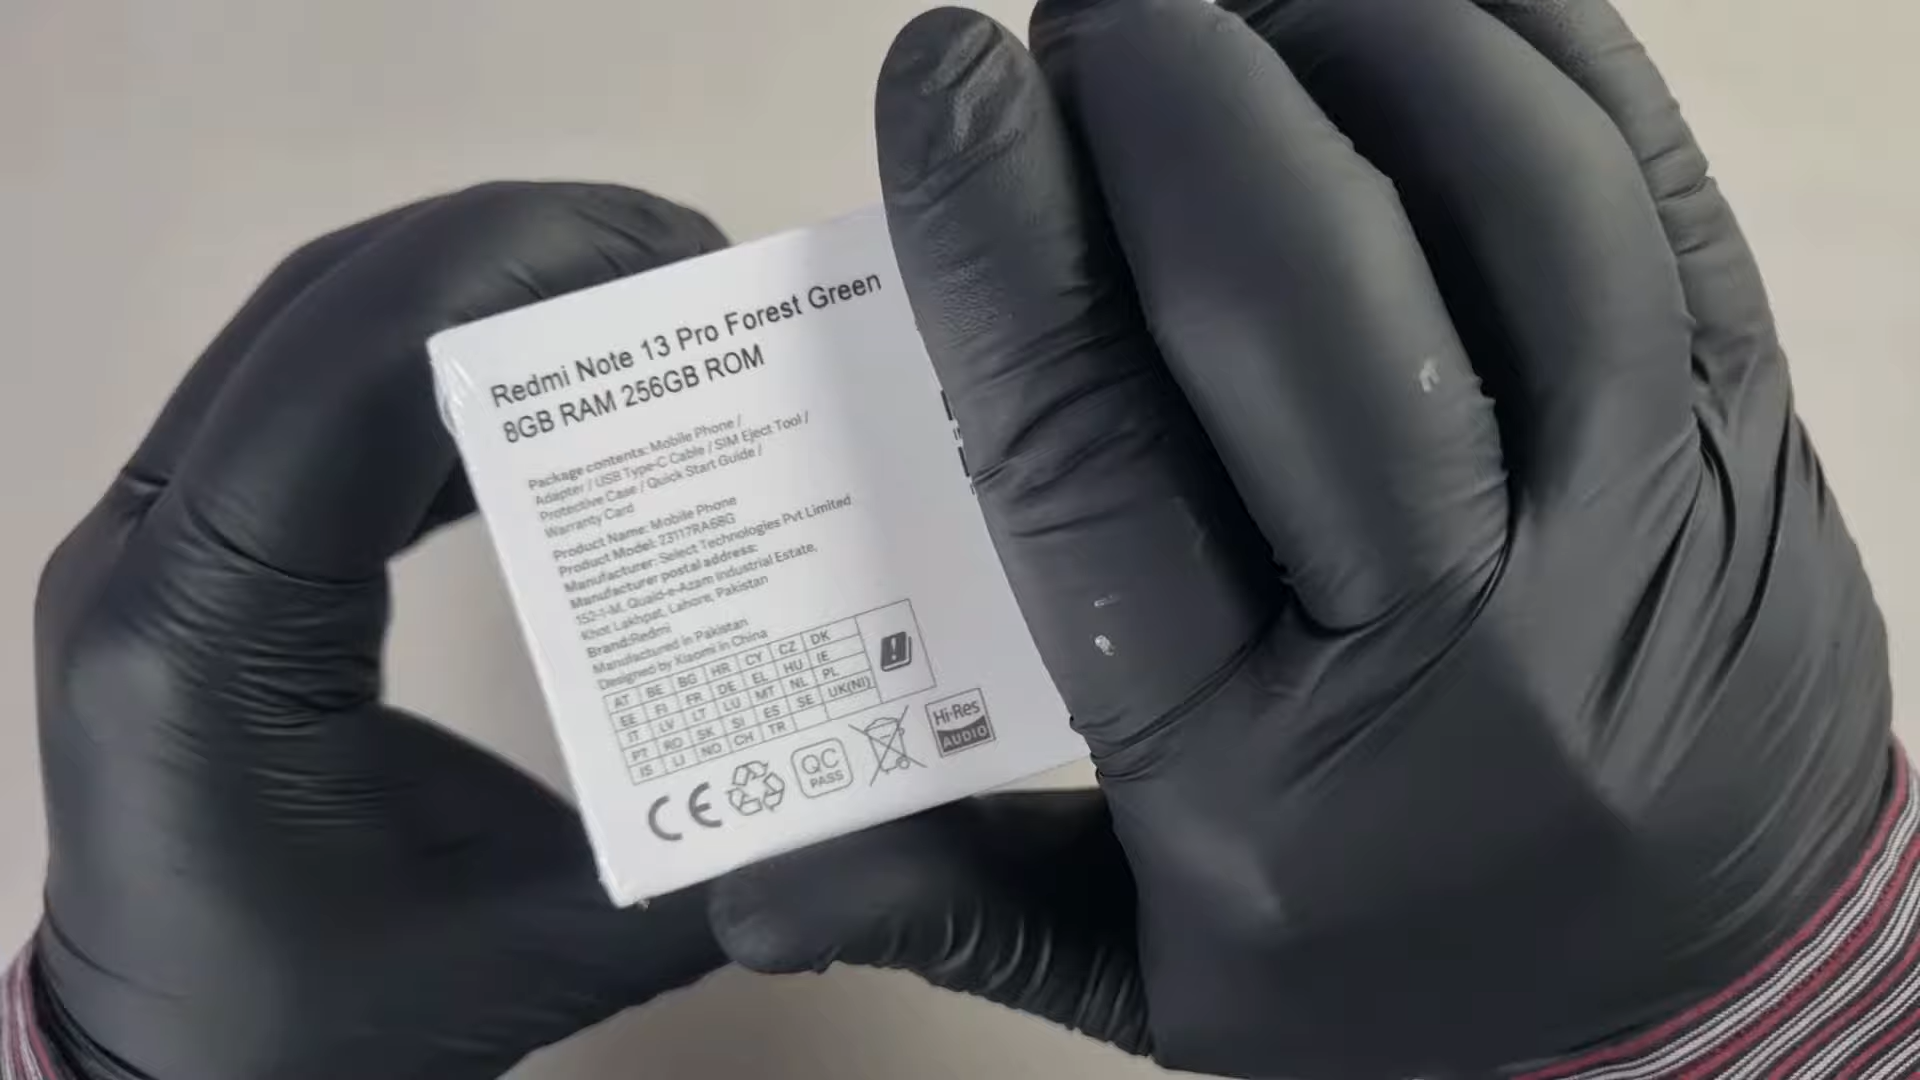 Redmi Note 13 Pro Forest Green
8GB RAM 256GB ROM
Package contents: Mobile Phone /
Adapter / USB Type-C Cable / SIM Eject Tool /
Protective Case / Quick Start Guide /
Warranty Card
Product Name: Mobile Phone
Product Model: 23117RA68G
Manufacturer: Select Technologies Pvt Limited
Manufacturer postal address:
152-1-M, Quaid-e-Azam Industrial Estate,
Khot Lakhpat, Lahore, Pakistan
Brand:Redmi
Manufactured in Pakistan
Designed by Xiaomi in China
AT BE BG HR CY CZ DK
EE FI FR DE EL HU IE
IT LV LT LU MT NL PL
PT RO SK SI ES SE UK(NI)
IS LI NO CH TR
CE
QC
PASS
Hi-Res
AUDIO